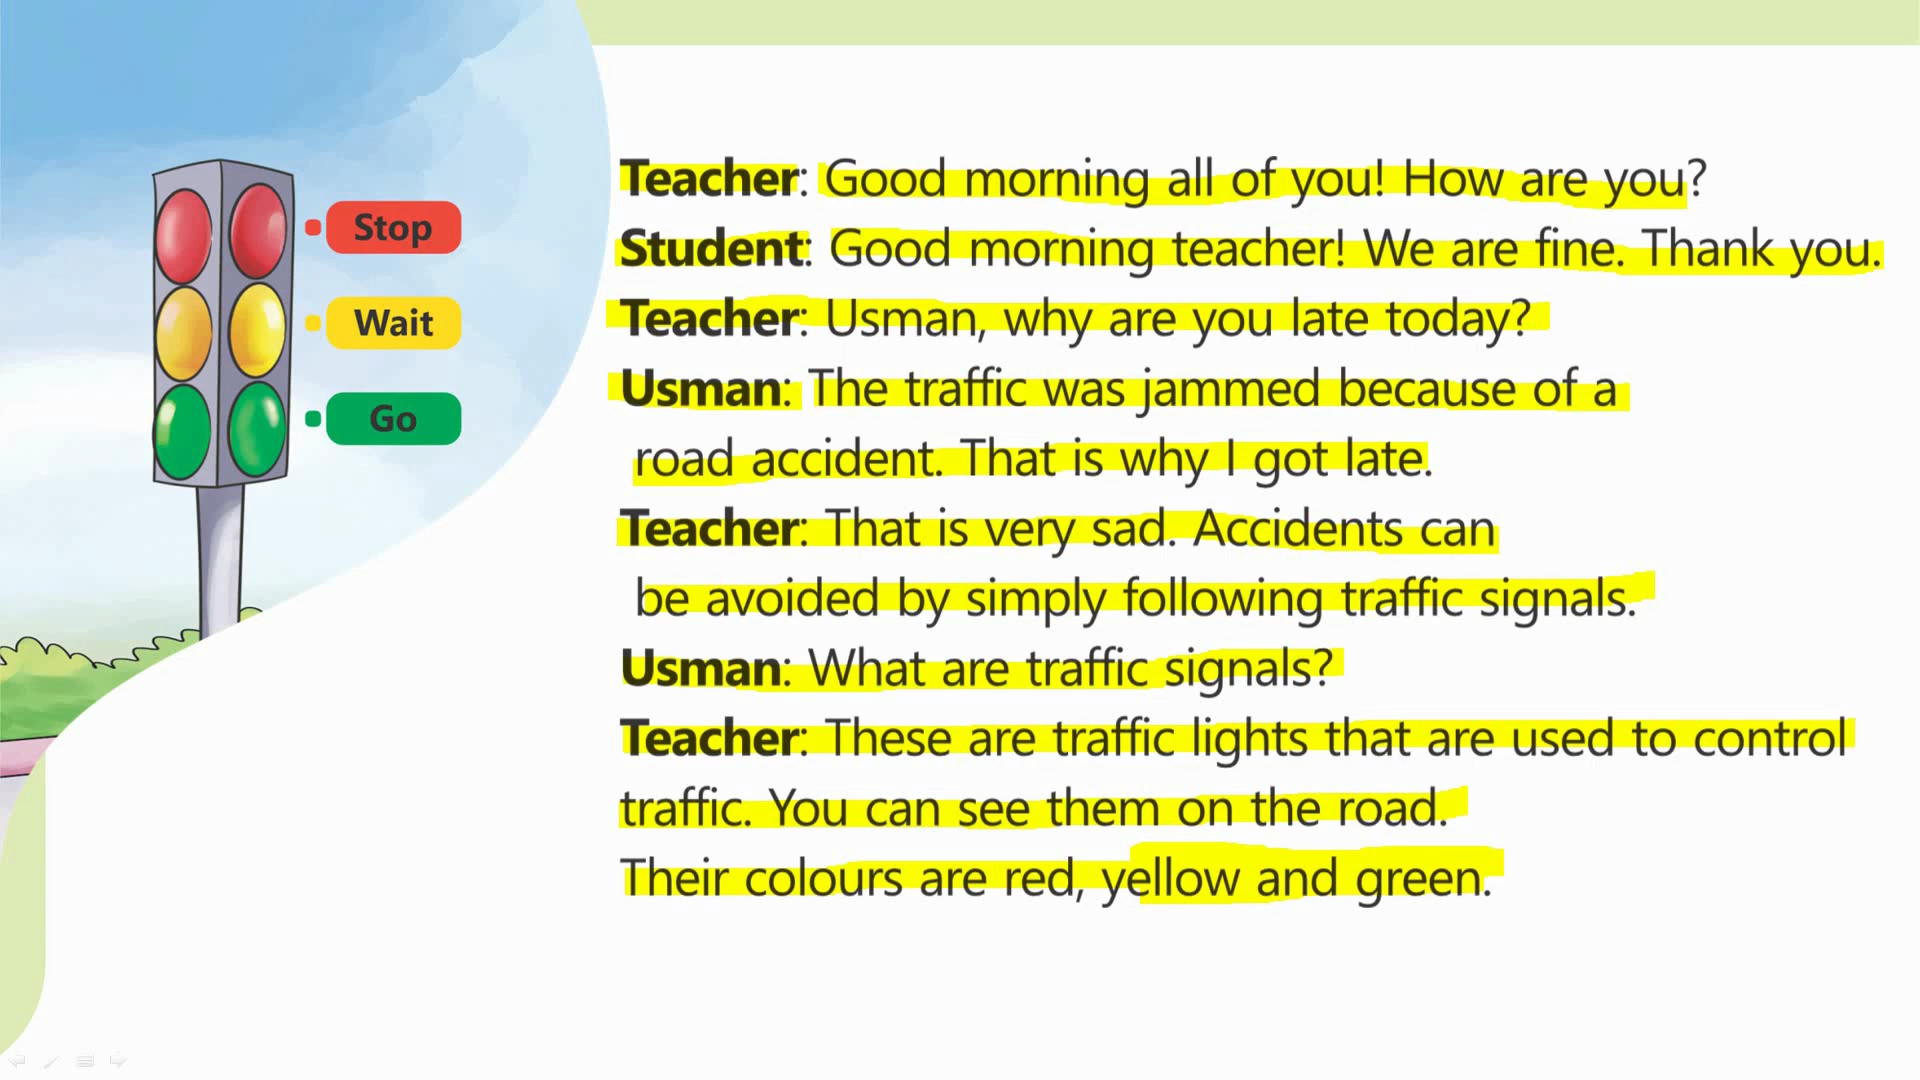 Stop
Wait
Go
Teacher: Good morning all of you! How are you?
Student: Good morning teacher! We are fine. Thank you.
Teacher: Usman, why are you late today?
Usman: The traffic was jammed because of a
road accident. That is why I got late.
Teacher: That is very sad. Accidents can
be avoided by simply following traffic signals.
Usman: What are traffic signals?
Teacher: These are traffic lights that are used to control
traffic. You can see them on the road.
Their colours are red, yellow and green.